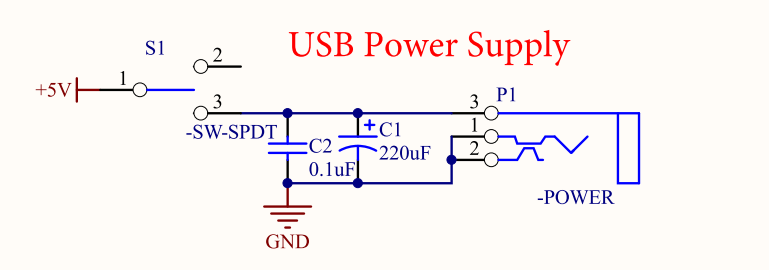 USB Power Supply
S1
2
+5V
1
3
-SW-SPDT
C2
0.1uF
+
C1
220uF
P1
3
1
2
-POWER
GND